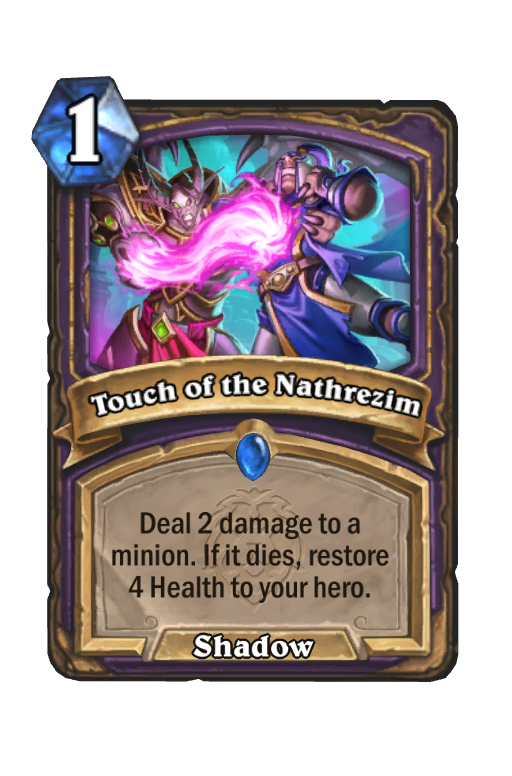 1
Touch of the Nathrezim
Deal 2 damage to a
minion. If it dies, restore
4 Health to your hero.
Shadow